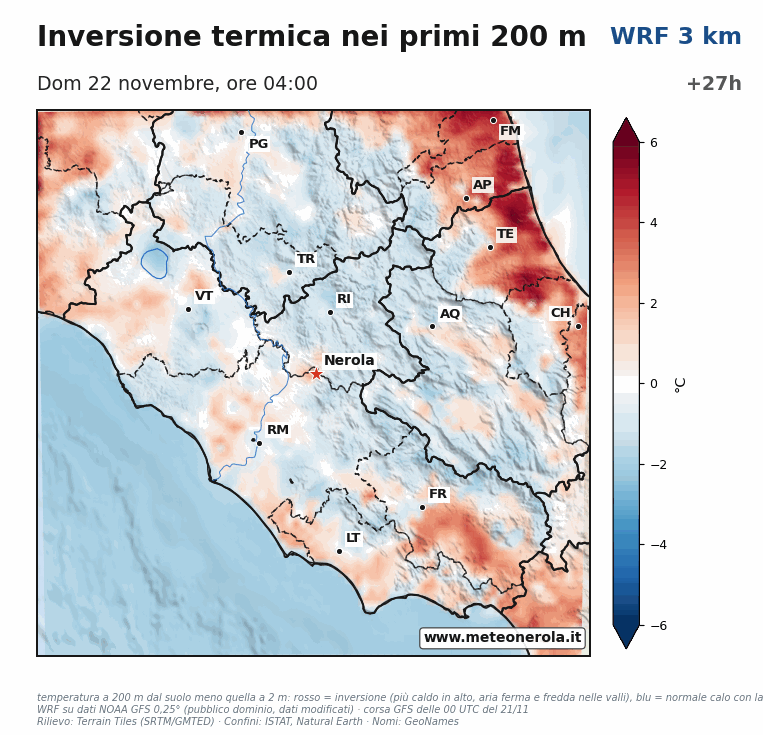 Inversione termica nei primi 200 m WRF 3 km
Dom 22 novembre, ore 04:00 +27h
FM
PG
AP
TE
TR
VT
RI
AQ
CH
Nerola
RM
FR
LT
6
4
2
0
−2
−4
−6
°C
www.meteonerola.it
temperatura a 200 m dal suolo meno quella a 2 m: rosso = inversione (più caldo in alto, aria ferma e fredda nelle valli), blu = normale calo con la
WRF su dati NOAA GFS 0,25° (pubblico dominio, dati modificati) · corsa GFS delle 00 UTC del 21/11
Rilievo: Terrain Tiles (SRTM/GMTED) · Confini: ISTAT, Natural Earth · Nomi: GeoNames